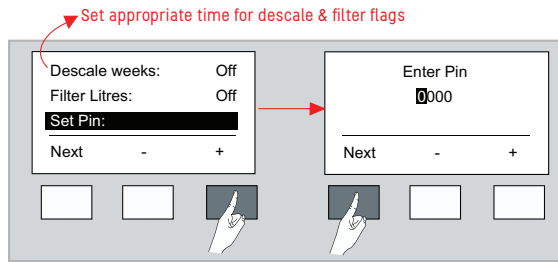 Set appropriate time for descale & filter flags
Descale weeks: Off
Filter Litres: Off
Set Pin:
Next - +
Enter Pin
0000
Next - +